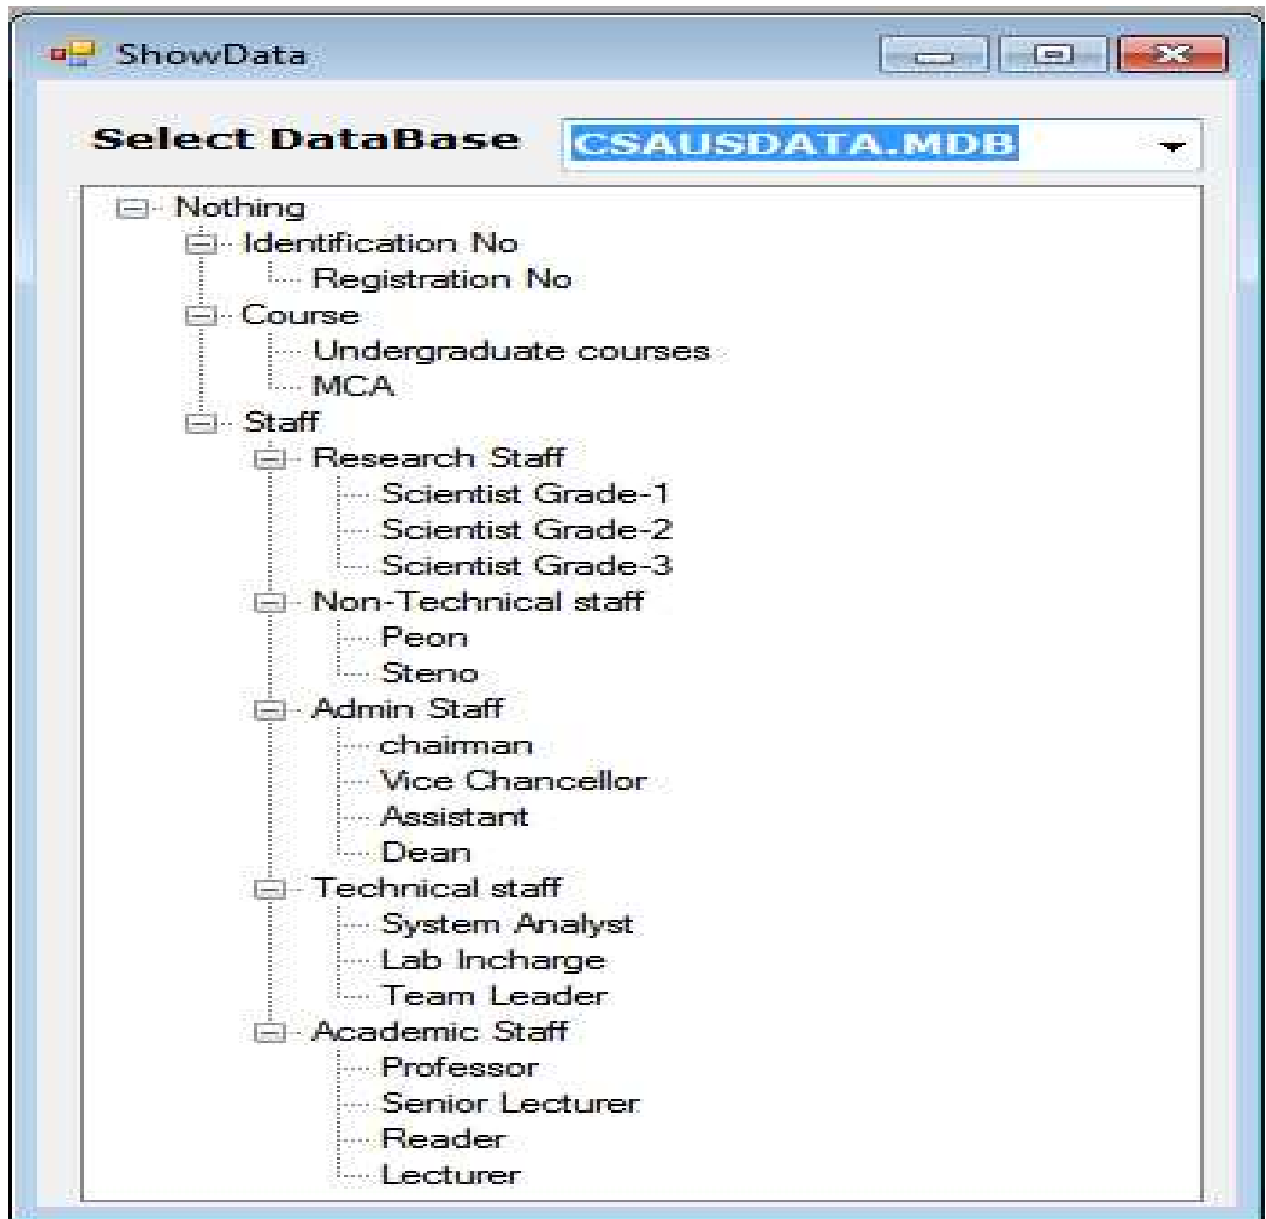 ShowData
Select DataBase CSAUSDATA.MDB
Nothing
Identification No
Registration No
Course
Undergraduate courses
MCA
Staff
Research Staff
Scientist Grade-1
Scientist Grade-2
Scientist Grade-3
Non-Technical staff
Peon
Steno
Admin Staff
chairman
Vice Chancellor
Assistant
Dean
Technical staff
System Analyst
Lab Incharge
Team Leader
Academic Staff
Professor
Senior Lecturer
Reader
Lecturer